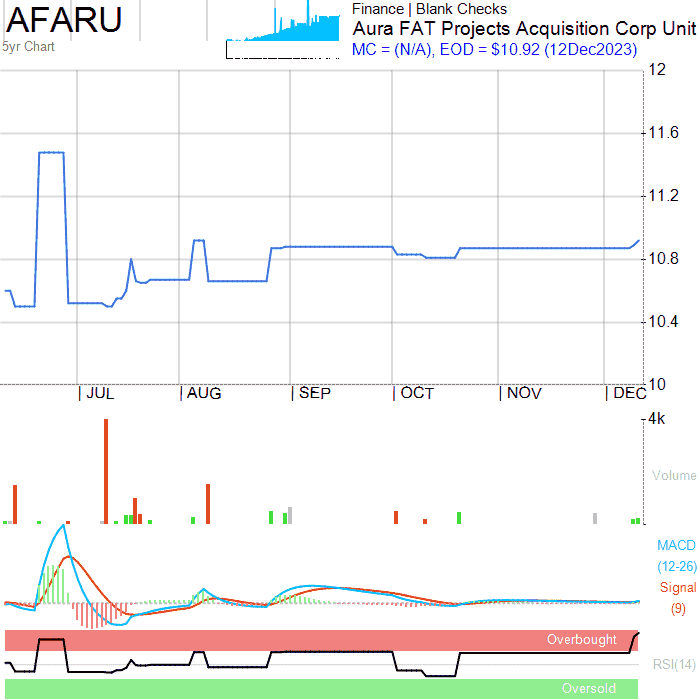 AFARU
5yr Chart
Finance | Blank Checks
Aura FAT Projects Acquisition Corp Unit
MC = (N/A), EOD = $10.92 (12Dec2023)
12
11.6
11.2
10.8
10.4
10
| JUL | AUG | SEP | OCT | NOV | DEC
4k
Volume
MACD
(12-26)
Signal
(9)
Overbought
RSI(14)
Oversold